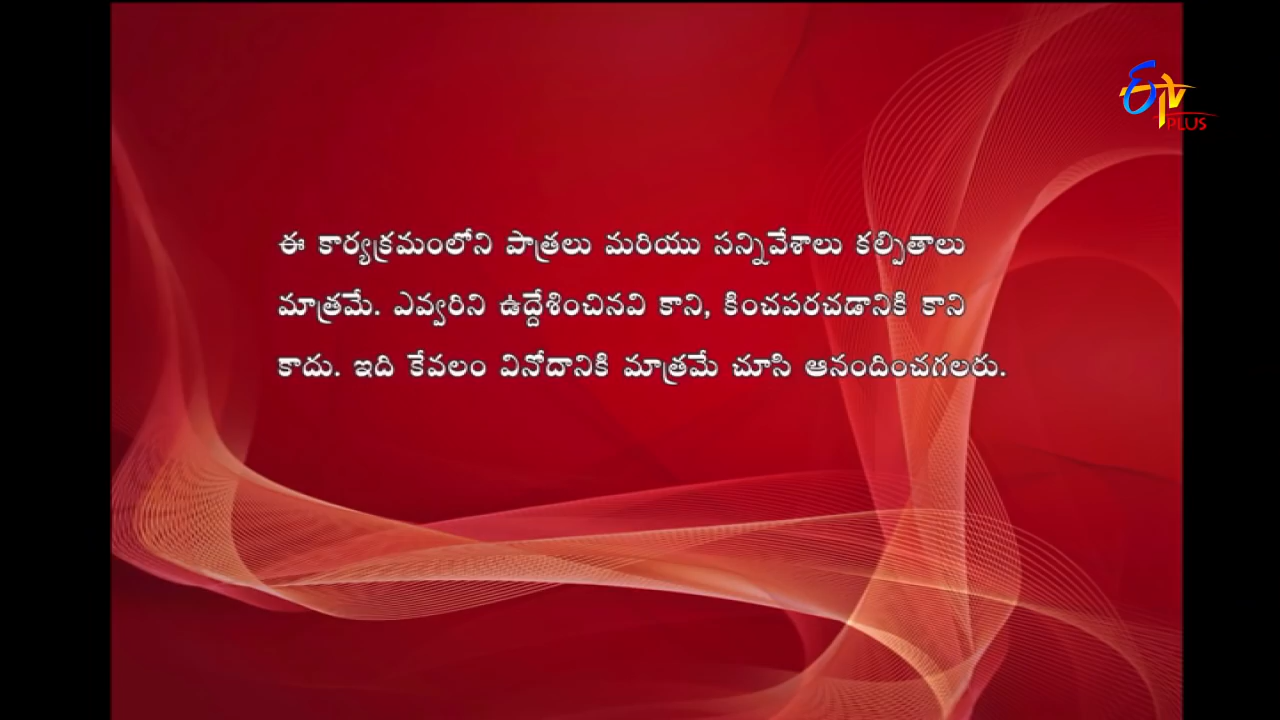 ETV
PLUS
ఈ కార్యక్రమంలోని పాత్రలు మరియు సన్నివేశాలు కల్పితాలు
మాత్రమే. ఎవ్వరిని ఉద్దేశించినవి కాని, కించపరచడానికి కాని
కాదు. ఇది కేవలం వినోదానికి మాత్రమే చూసి ఆనందించగలరు.